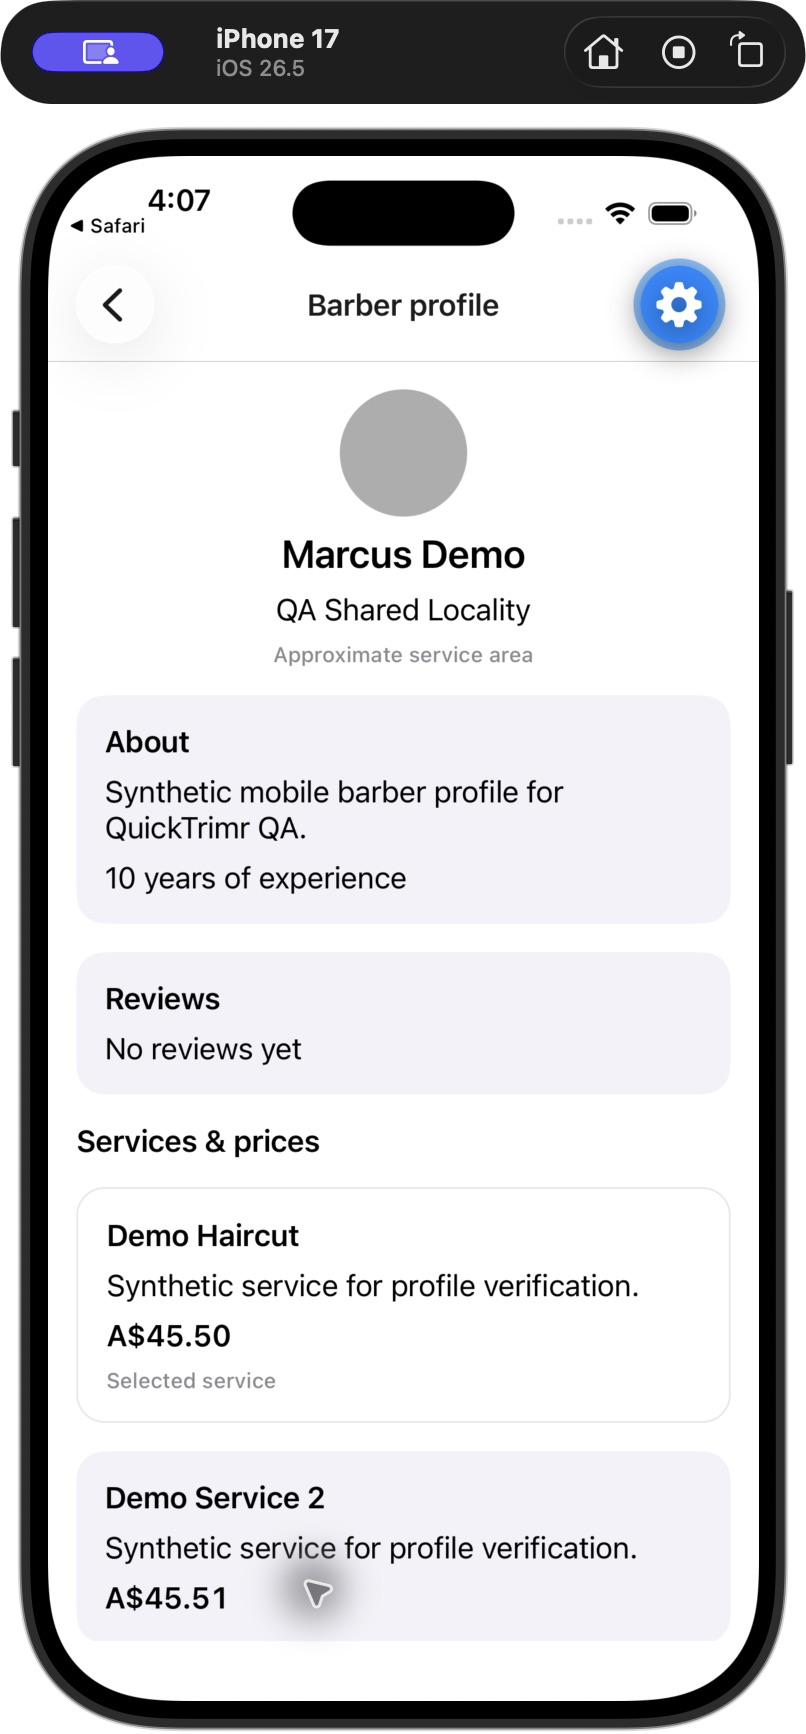 iPhone 17
iOS 26.5
4:07
◀ Safari
Barber profile
Marcus Demo
QA Shared Locality
Approximate service area
About
Synthetic mobile barber profile for
QuickTrimr QA.
10 years of experience
Reviews
No reviews yet
Services & prices
Demo Haircut
Synthetic service for profile verification.
A$45.50
Selected service
Demo Service 2
Synthetic service for profile verification.
A$45.51